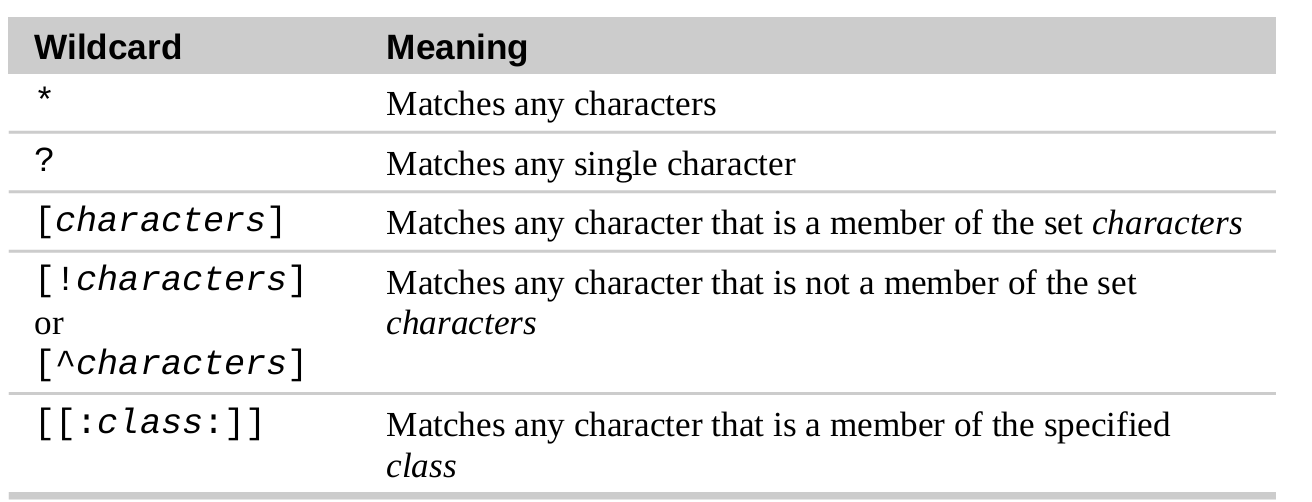 Wildcard Meaning
* Matches any characters
? Matches any single character
[characters] Matches any character that is a member of the set characters
[!characters] Matches any character that is not a member of the set
or characters
[^characters]
[[:class:]] Matches any character that is a member of the specified
class